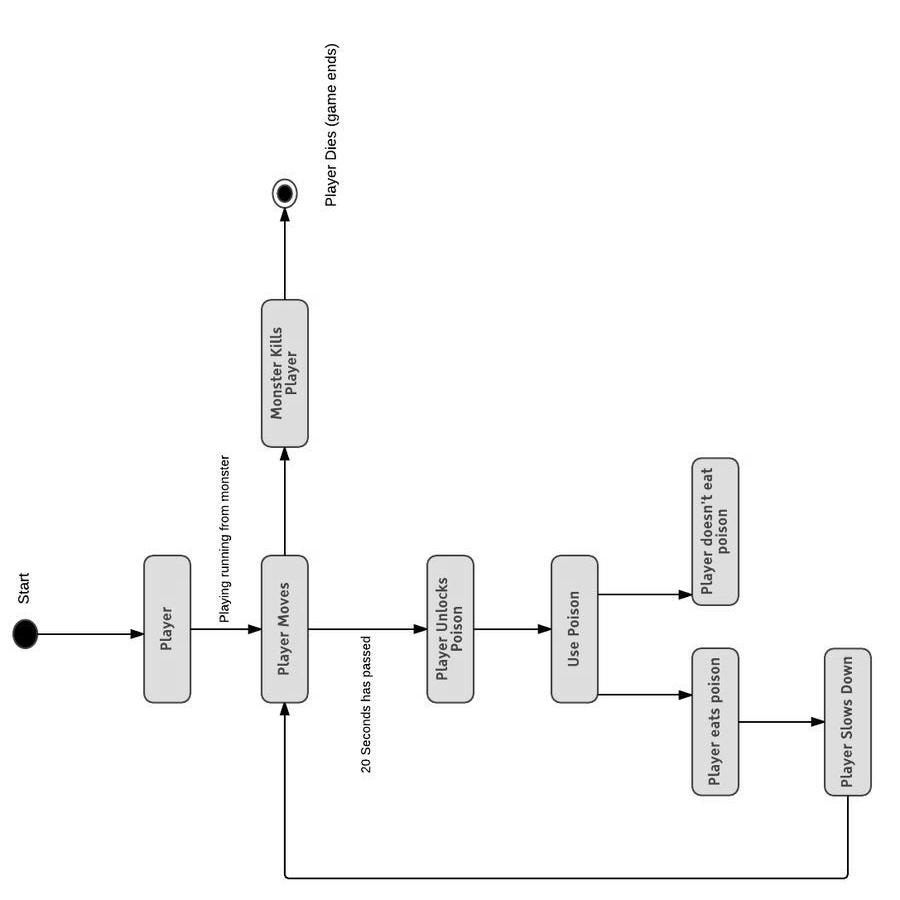 Start
Player
Playing running from monster
Player Moves
Monster Kills
Player
Player Dies (game ends)
20 Seconds has passed
Player Unlocks
Poison
Use Poison
Player doesn't eat
poison
Player eats poison
Player Slows Down